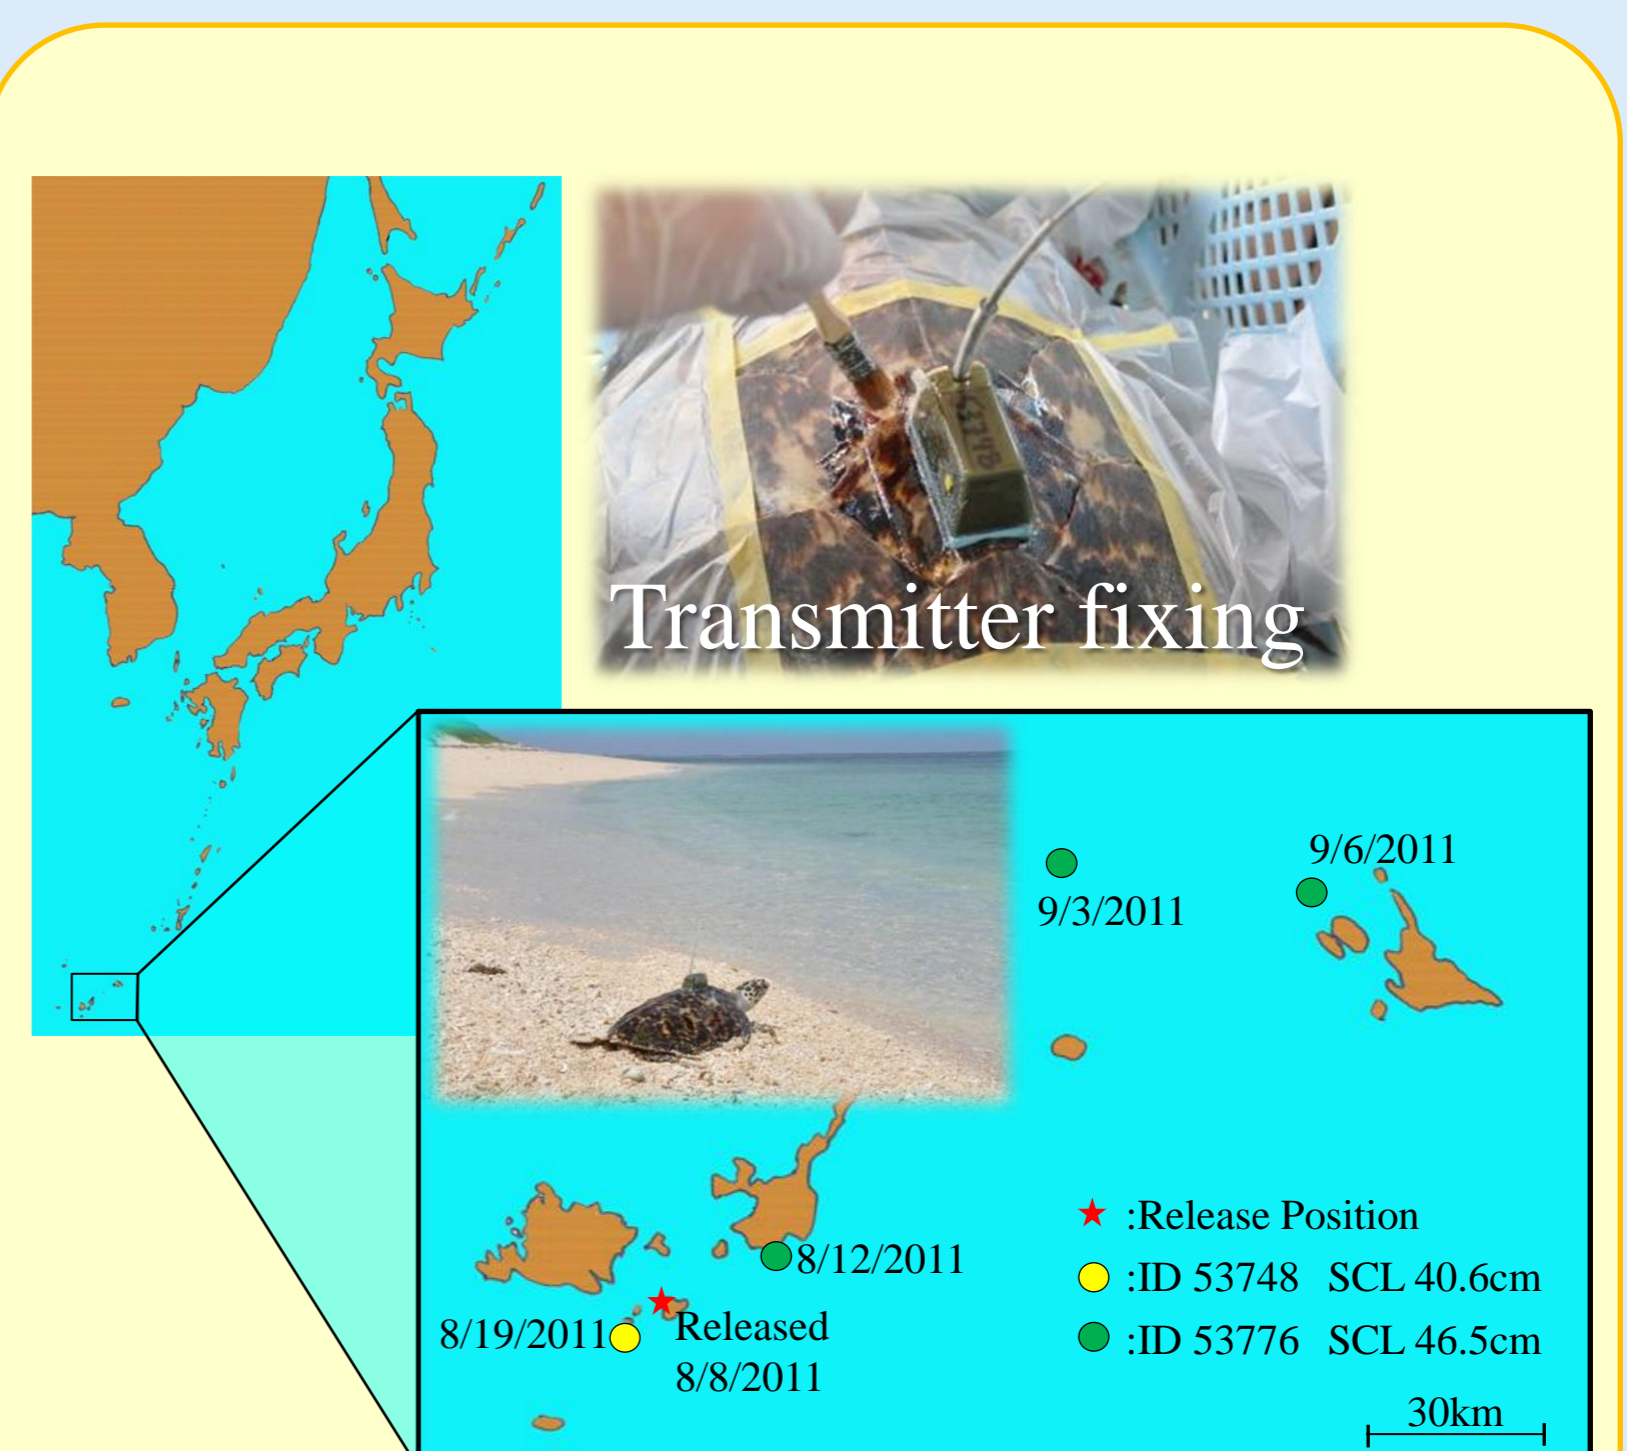 Transmitter fixing
9/6/2011
9/3/2011
★ :Release Position
8/12/2011
:ID 53748 SCL 40.6cm
8/19/2011
Released
8/8/2011
:ID 53776 SCL 46.5cm
30km